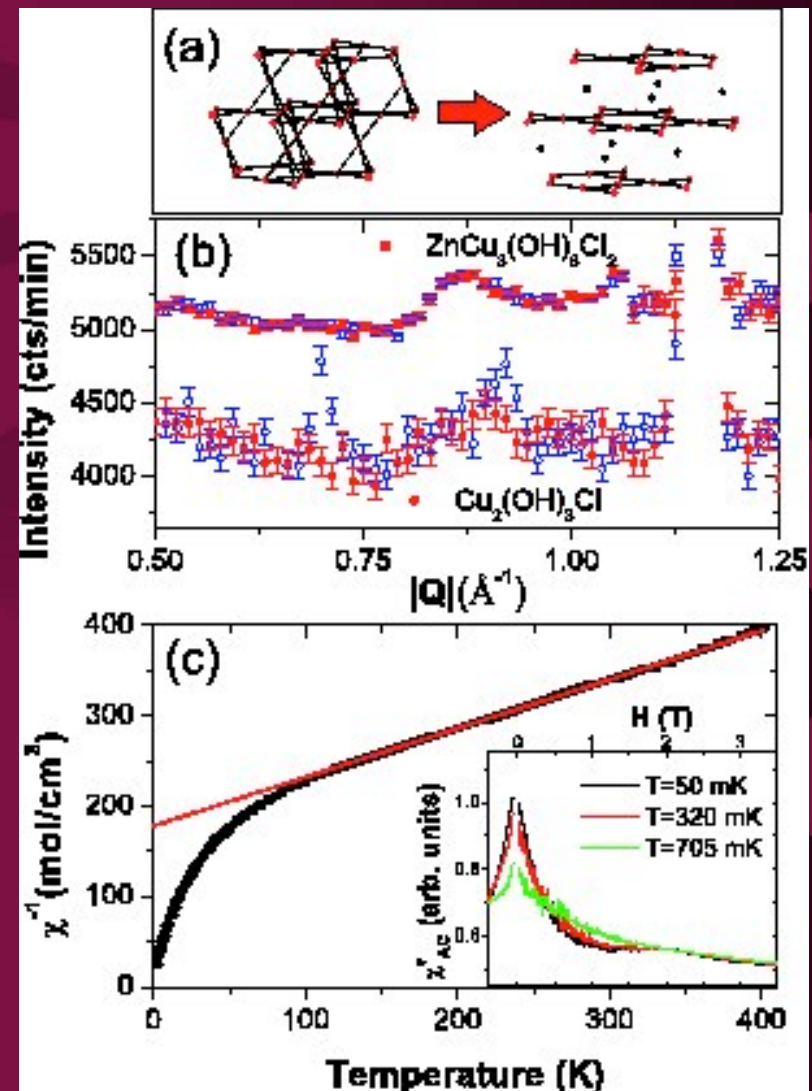 (a)
(b)
ZnCu₃(OH)₆Cl₂
Intensity (cts/min)
5500
5000
4500
4000
Cu₂(OH)₃Cl
0.50 0.75 1.00 1.25
|Q|(Å⁻¹)
(c)
χ⁻¹ (mol/cm³)
400
300
200
100
0
H (T)
0 1 2 3
T=50 mK
T=320 mK
T=705 mK
1.0
0.8
0.6
(arb. units)
0 100 200 300 400
Temperature (K)